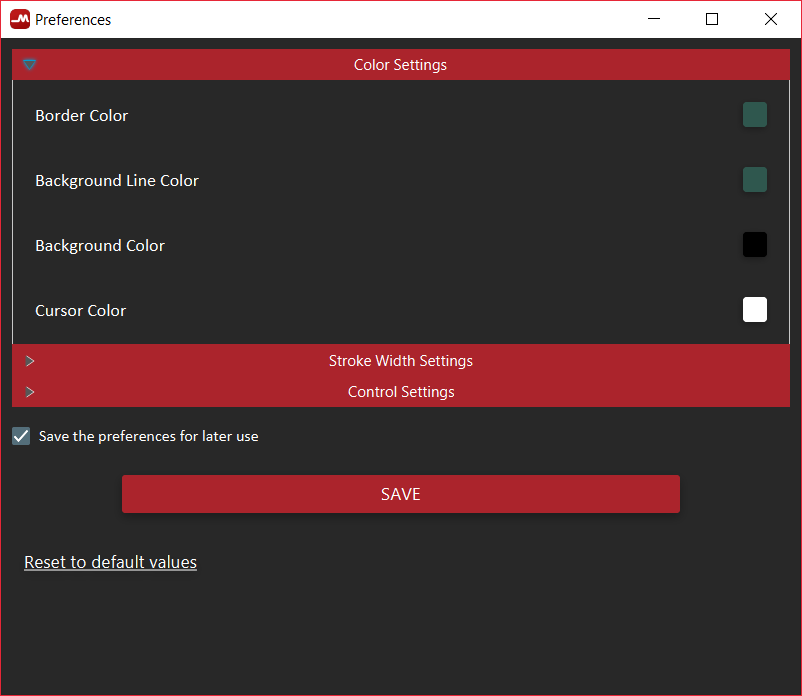 Preferences
Color Settings
Border Color
Background Line Color
Background Color
Cursor Color
Stroke Width Settings
Control Settings
Save the preferences for later use
SAVE
Reset to default values